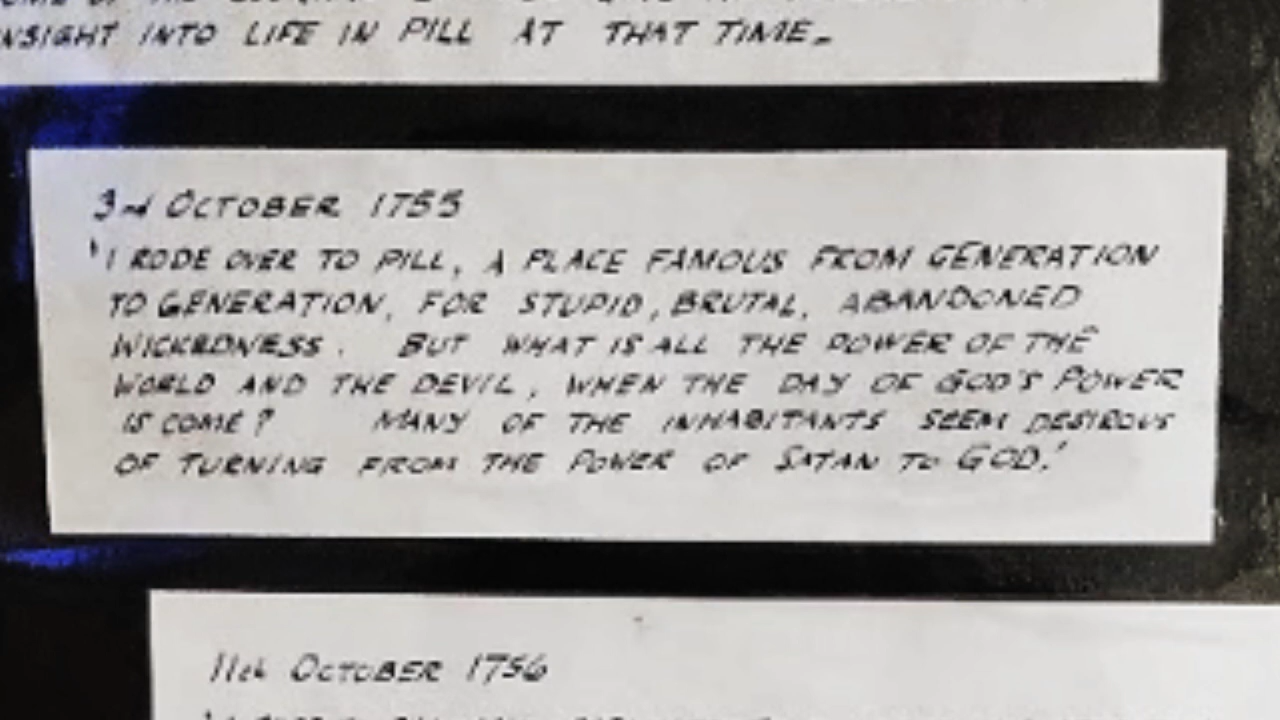 INSIGHT INTO LIFE IN PILL AT THAT TIME.
3rd OCTOBER 1755
'I RODE OVER TO PILL, A PLACE FAMOUS FROM GENERATION
TO GENERATION, FOR STUPID, BRUTAL, ABANDONED
WICKEDNESS. BUT WHAT IS ALL THE POWER OF THE
WORLD AND THE DEVIL, WHEN THE DAY OF GOD'S POWER
IS COME? MANY OF THE INHABITANTS SEEM DESIROUS
OF TURNING FROM THE POWER OF SATAN TO GOD.'
11th OCTOBER 1756